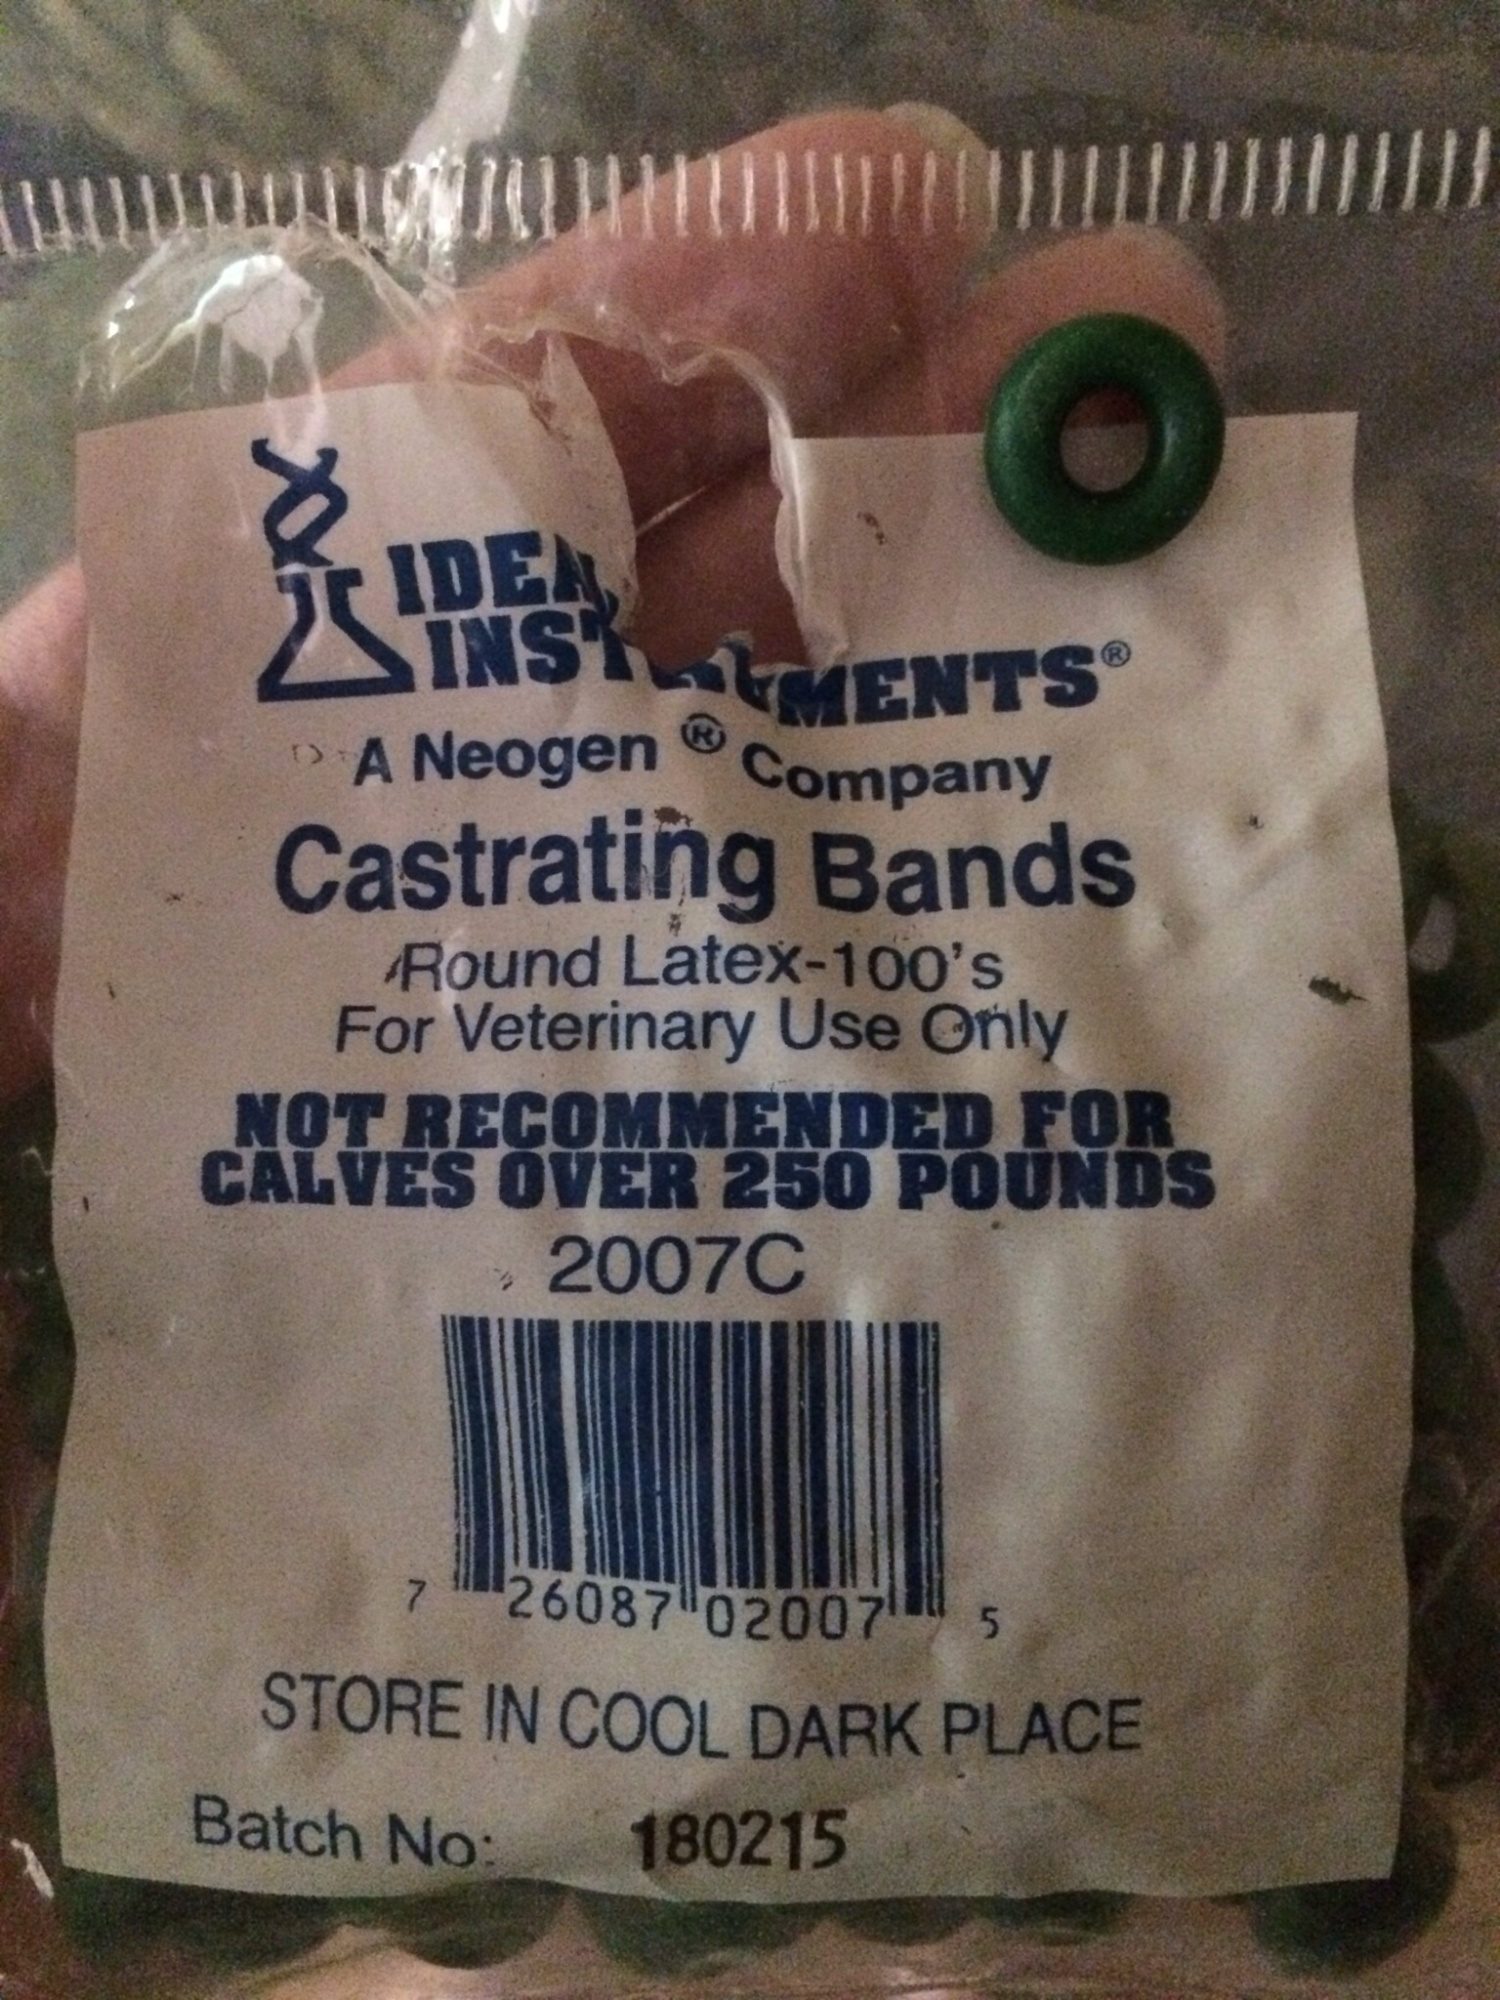 IDEAL
INSTRUMENTS®
A Neogen® Company
Castrating Bands
Round Latex-100's
For Veterinary Use Only
NOT RECOMMENDED FOR
CALVES OVER 250 POUNDS
2007C
7 26087 02007 5
STORE IN COOL DARK PLACE
Batch No: 180215